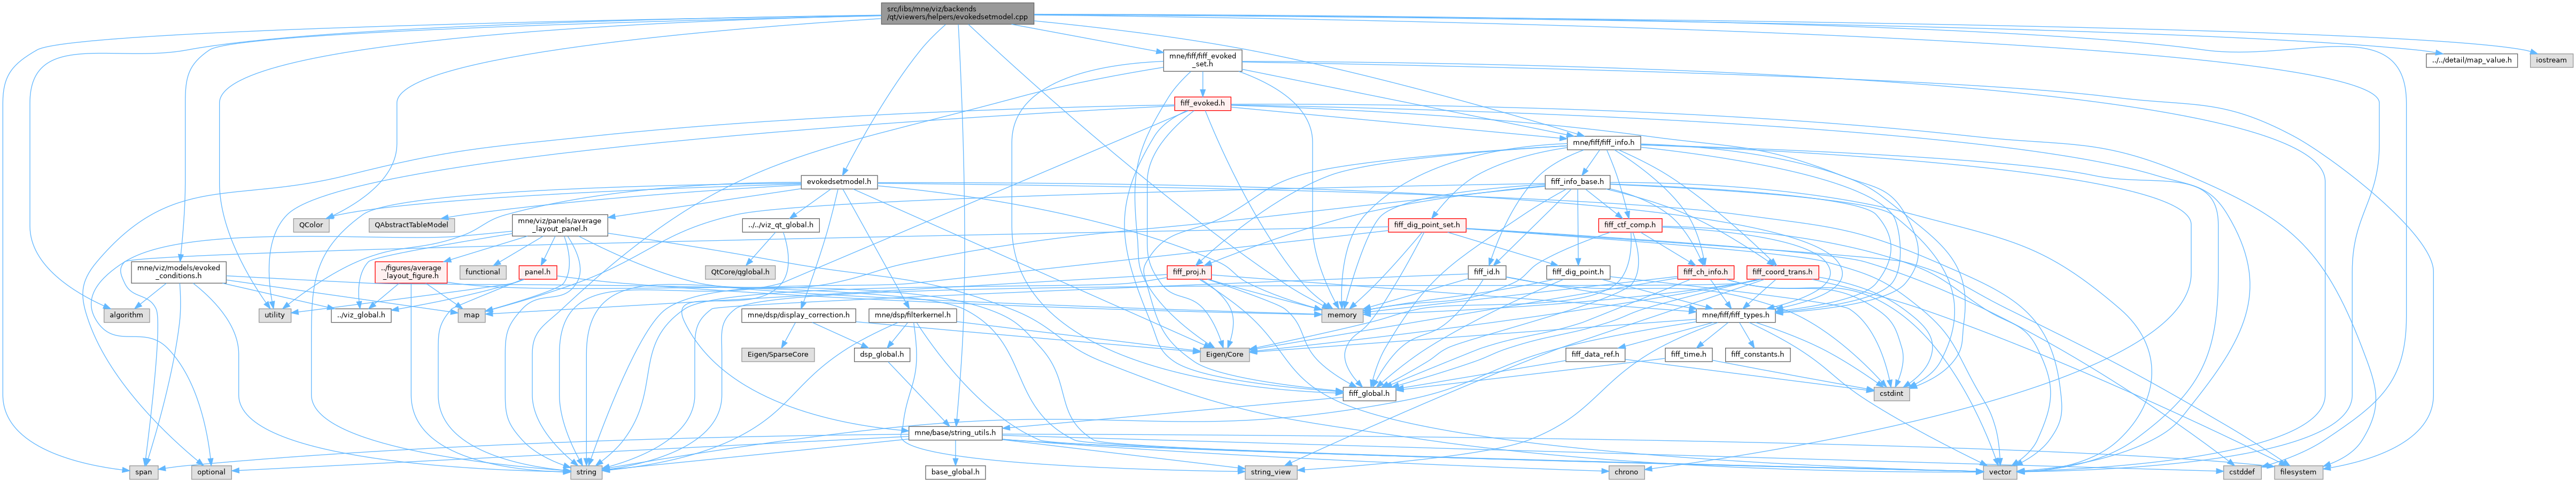 src/libs/mne/viz/backends
/qt/viewers/helpers/evokedsetmodel.cpp
mne/fiff/fiff_evoked
_set.h
../../detail/map_value.h
iostream
fiff_evoked.h
mne/fiff/fiff_info.h
evokedsetmodel.h
fiff_info_base.h
QColor
QAbstractTableModel
mne/viz/panels/average
_layout_panel.h
../../viz_qt_global.h
fiff_dig_point_set.h
fiff_ctf_comp.h
mne/viz/models/evoked
_conditions.h
../figures/average
_layout_figure.h
functional
panel.h
QtCore/qglobal.h
fiff_proj.h
fiff_id.h
fiff_dig_point.h
fiff_ch_info.h
fiff_coord_trans.h
algorithm
utility
../viz_global.h
map
mne/dsp/display_correction.h
mne/dsp/filterkernel.h
memory
mne/fiff/fiff_types.h
Eigen/SparseCore
dsp_global.h
Eigen/Core
fiff_data_ref.h
fiff_time.h
fiff_constants.h
fiff_global.h
cstdint
mne/base/string_utils.h
span
optional
string
base_global.h
string_view
chrono
vector
cstddef
filesystem